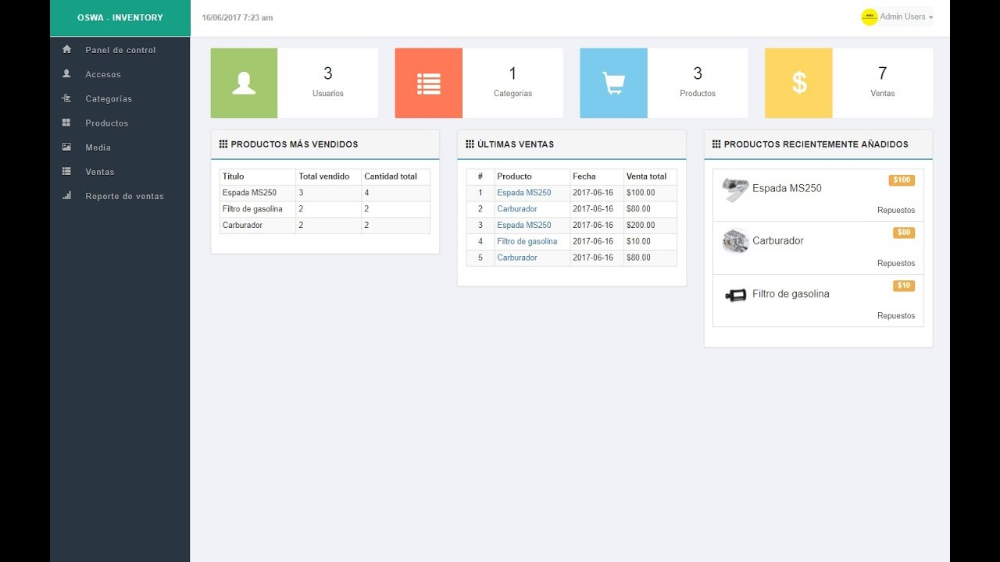 OSWA - INVENTORY
16/06/2017 7:23 am
Admin Users
Panel de control
Accesos
Categorías
Productos
Media
Ventas
Reporte de ventas
3
Usuarios
1
Categorías
3
Productos
$
7
Ventas
PRODUCTOS MÁS VENDIDOS
Título Total vendido Cantidad total
Espada MS250 3 4
Filtro de gasolina 2 2
Carburador 2 2
ÚLTIMAS VENTAS
# Producto Fecha Venta total
1 Espada MS250 2017-06-16 $100.00
2 Carburador 2017-06-16 $80.00
3 Espada MS250 2017-06-16 $200.00
4 Filtro de gasolina 2017-06-16 $10.00
5 Carburador 2017-06-16 $80.00
PRODUCTOS RECIENTEMENTE AÑADIDOS
Espada MS250 $100
Repuestos
Carburador $80
Repuestos
Filtro de gasolina $10
Repuestos